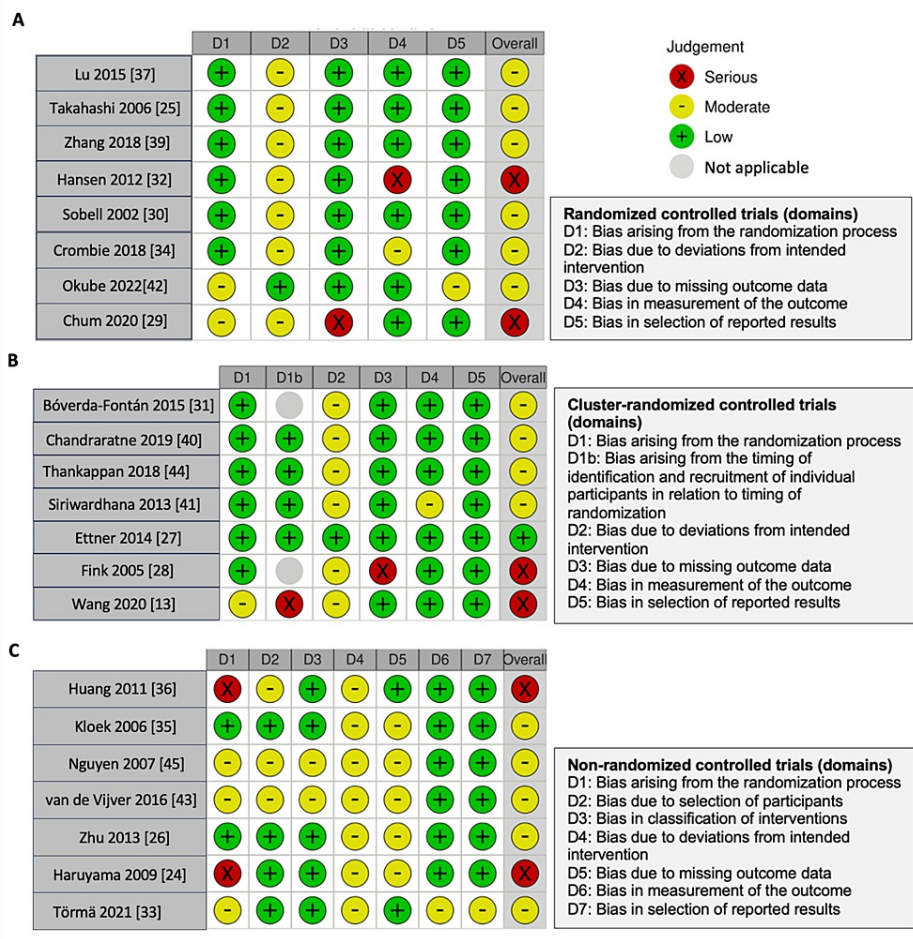 A
D1 D2 D3 D4 D5 Overall
Lu 2015 [37] + - + + + -
Takahashi 2006 [25] + - + + + -
Zhang 2018 [39] + - + + + -
Hansen 2012 [32] + - + X + X
Sobell 2002 [30] + - + + + -
Crombie 2018 [34] + - + - + -
Okube 2022[42] - + + + - -
Chum 2020 [29] - - X + + X
Judgement
X Serious
- Moderate
+ Low
Not applicable
Randomized controlled trials (domains)
D1: Bias arising from the randomization process
D2: Bias due to deviations from intended
intervention
D3: Bias due to missing outcome data
D4: Bias in measurement of the outcome
D5: Bias in selection of reported results
B
D1 D1b D2 D3 D4 D5 Overall
Bóverda-Fontán 2015 [31] + - + + + -
Chandraratne 2019 [40] + + - + + + -
Thankappan 2018 [44] + + - + + + -
Siriwardhana 2013 [41] + + - + - + -
Ettner 2014 [27] + + + + + + +
Fink 2005 [28] + - X + + X
Wang 2020 [13] - X - + + + X
Cluster-randomized controlled trials
(domains)
D1: Bias arising from the randomization process
D1b: Bias arising from the timing of
identification and recruitment of individual
participants in relation to timing of
randomization
D2: Bias due to deviations from intended
intervention
D3: Bias due to missing outcome data
D4: Bias in measurement of the outcome
D5: Bias in selection of reported results
C
D1 D2 D3 D4 D5 D6 D7 Overall
Huang 2011 [36] X - + - + + + X
Kloek 2006 [35] + + + - - + + -
Nguyen 2007 [45] - - - - - + + -
van de Vijver 2016 [43] - - - - - + + -
Zhu 2013 [26] + + + - - + + -
Haruyama 2009 [24] X + + - - + + X
Törmä 2021 [33] - + + - + - - -
Non-randomized controlled trials (domains)
D1: Bias arising from the randomization process
D2: Bias due to selection of participants
D3: Bias in classification of interventions
D4: Bias due to deviations from intended
intervention
D5: Bias due to missing outcome data
D6: Bias in measurement of the outcome
D7: Bias in selection of reported results